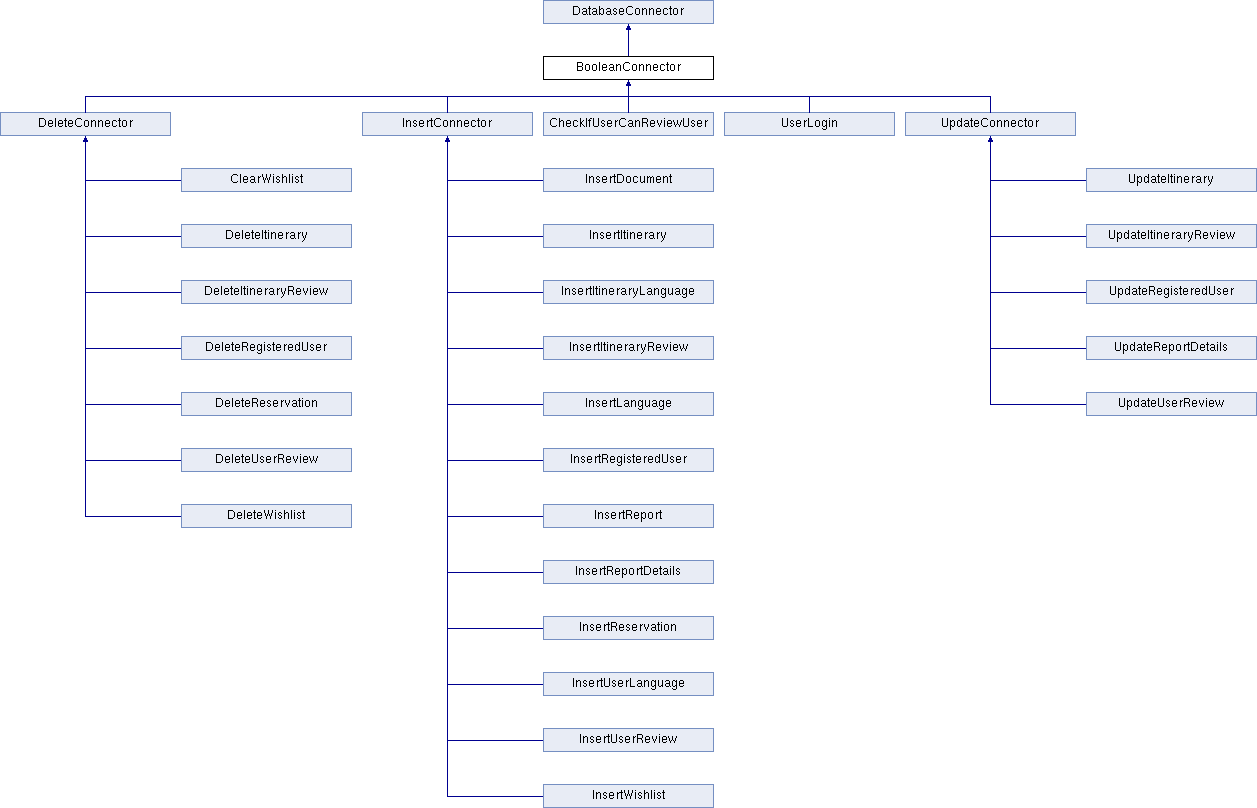 DatabaseConnector
BooleanConnector
DeleteConnector
InsertConnector
CheckIfUserCanReviewUser
UserLogin
UpdateConnector
ClearWishlist
InsertDocument
UpdateItinerary
DeleteItinerary
InsertItinerary
UpdateItineraryReview
DeleteItineraryReview
InsertItineraryLanguage
UpdateRegisteredUser
DeleteRegisteredUser
InsertItineraryReview
UpdateReportDetails
DeleteReservation
InsertLanguage
UpdateUserReview
DeleteUserReview
InsertRegisteredUser
DeleteWishlist
InsertReport
InsertReportDetails
InsertReservation
InsertUserLanguage
InsertUserReview
InsertWishlist